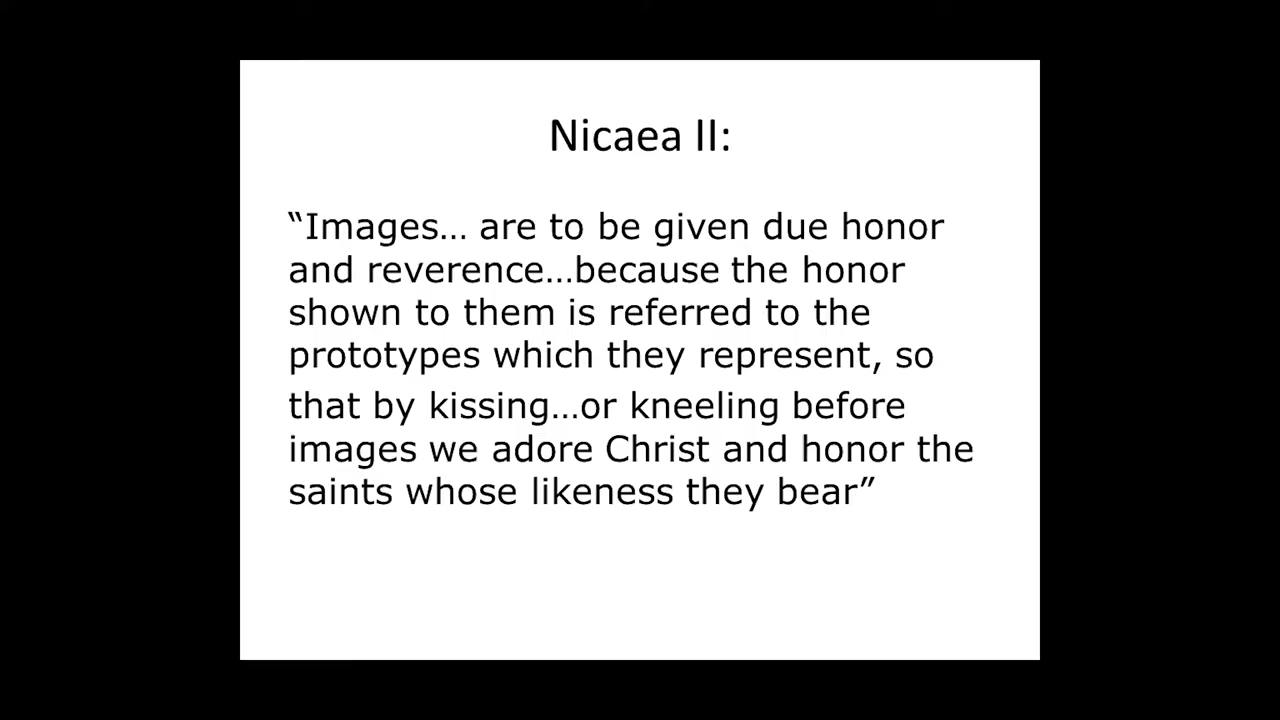 Nicaea II:
“Images… are to be given due honor
and reverence…because the honor
shown to them is referred to the
prototypes which they represent, so
that by kissing…or kneeling before
images we adore Christ and honor the
saints whose likeness they bear”